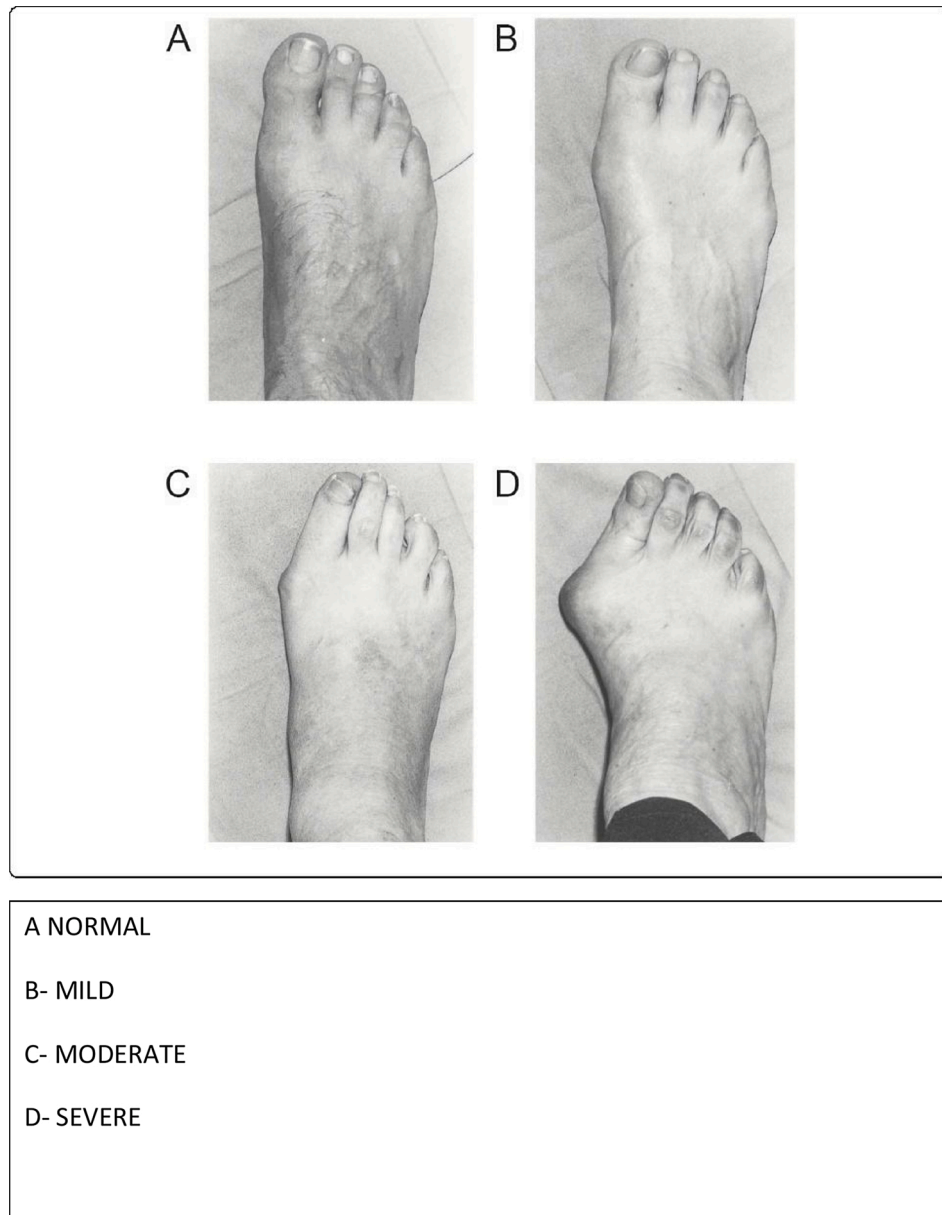 A
B
C
D
A NORMAL
B- MILD
C- MODERATE
D- SEVERE